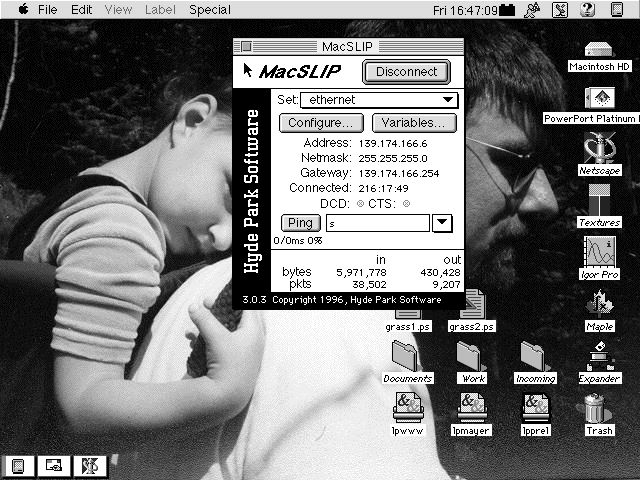 File Edit View Label Special Fri 16:47:09
MacSLIP
MacSLIP Disconnect
Set: ethernet
Configure... Variables...
Address: 139.174.166.6
Netmask: 255.255.255.0
Gateway: 139.174.166.254
Connected: 216:17:49
DCD: CTS:
Ping s
0/0ms 0%
in out
bytes 5,971,778 430,428
pkts 38,502 9,207
Hyde Park Software
3.0.3 Copyright 1996, Hyde Park Software
Macintosh HD
PowerPort Platinum
Netscape
Textures
Igor Pro
grass1.ps grass2.ps Maple
Documents Work Incoming Expander
lpwww lpmayer lpprel Trash